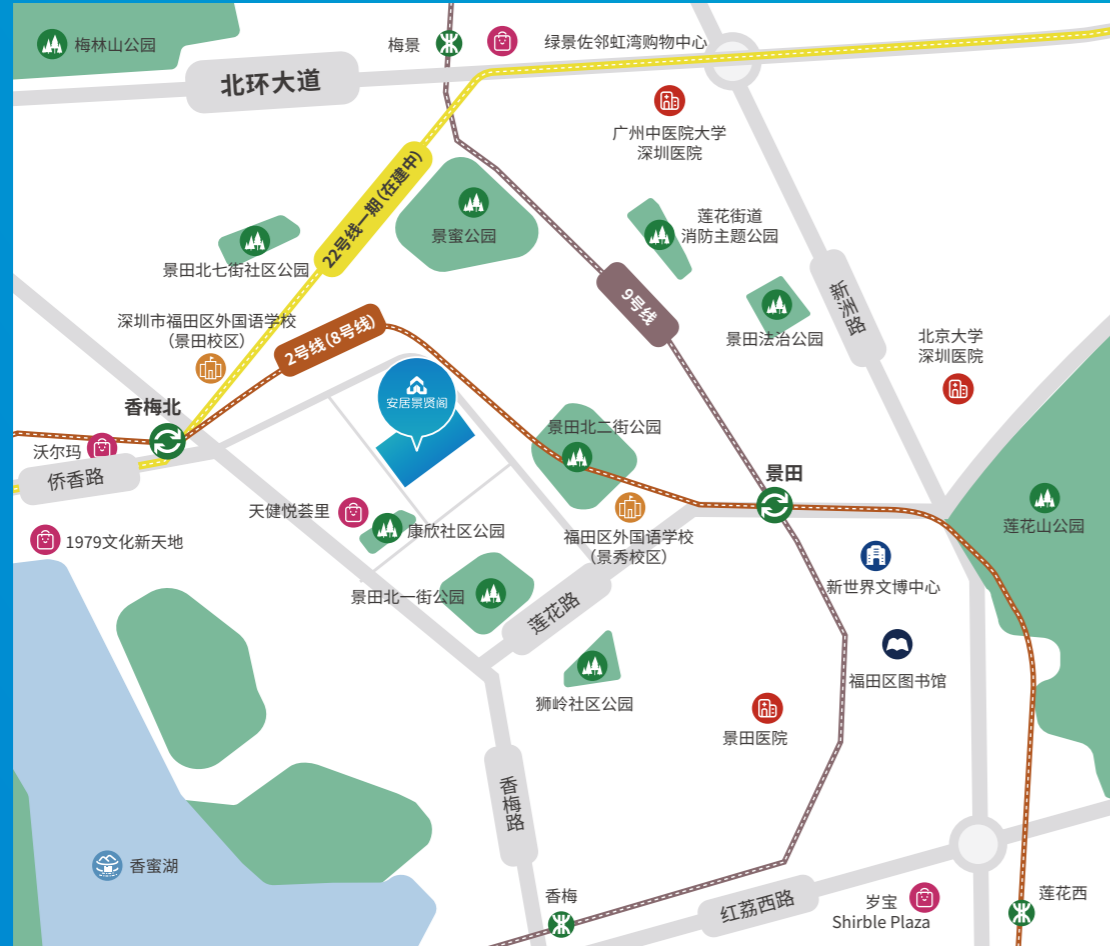 梅林山公园
梅景
绿景佐邻虹湾购物中心
北环大道
广州中医院大学
深圳医院
22号线一期(在建中)
景蜜公园
莲花街道
消防主题公园
景田北七街社区公园
9号线
新洲路
深圳市福田区外国语学校
（景田校区）
2号线(8号线)
景田法治公园
北京大学
深圳医院
香梅北
安居景贤阁
沃尔玛
景田北二街公园
侨香路
景田
天健悦荟里
康欣社区公园
1979文化新天地
福田区外国语学校
（景秀校区）
莲花山公园
新世界文博中心
景田北一街公园
莲花路
福田区图书馆
狮岭社区公园
景田医院
香梅路
香蜜湖
香梅
红荔西路
岁宝
Shirble Plaza
莲花西